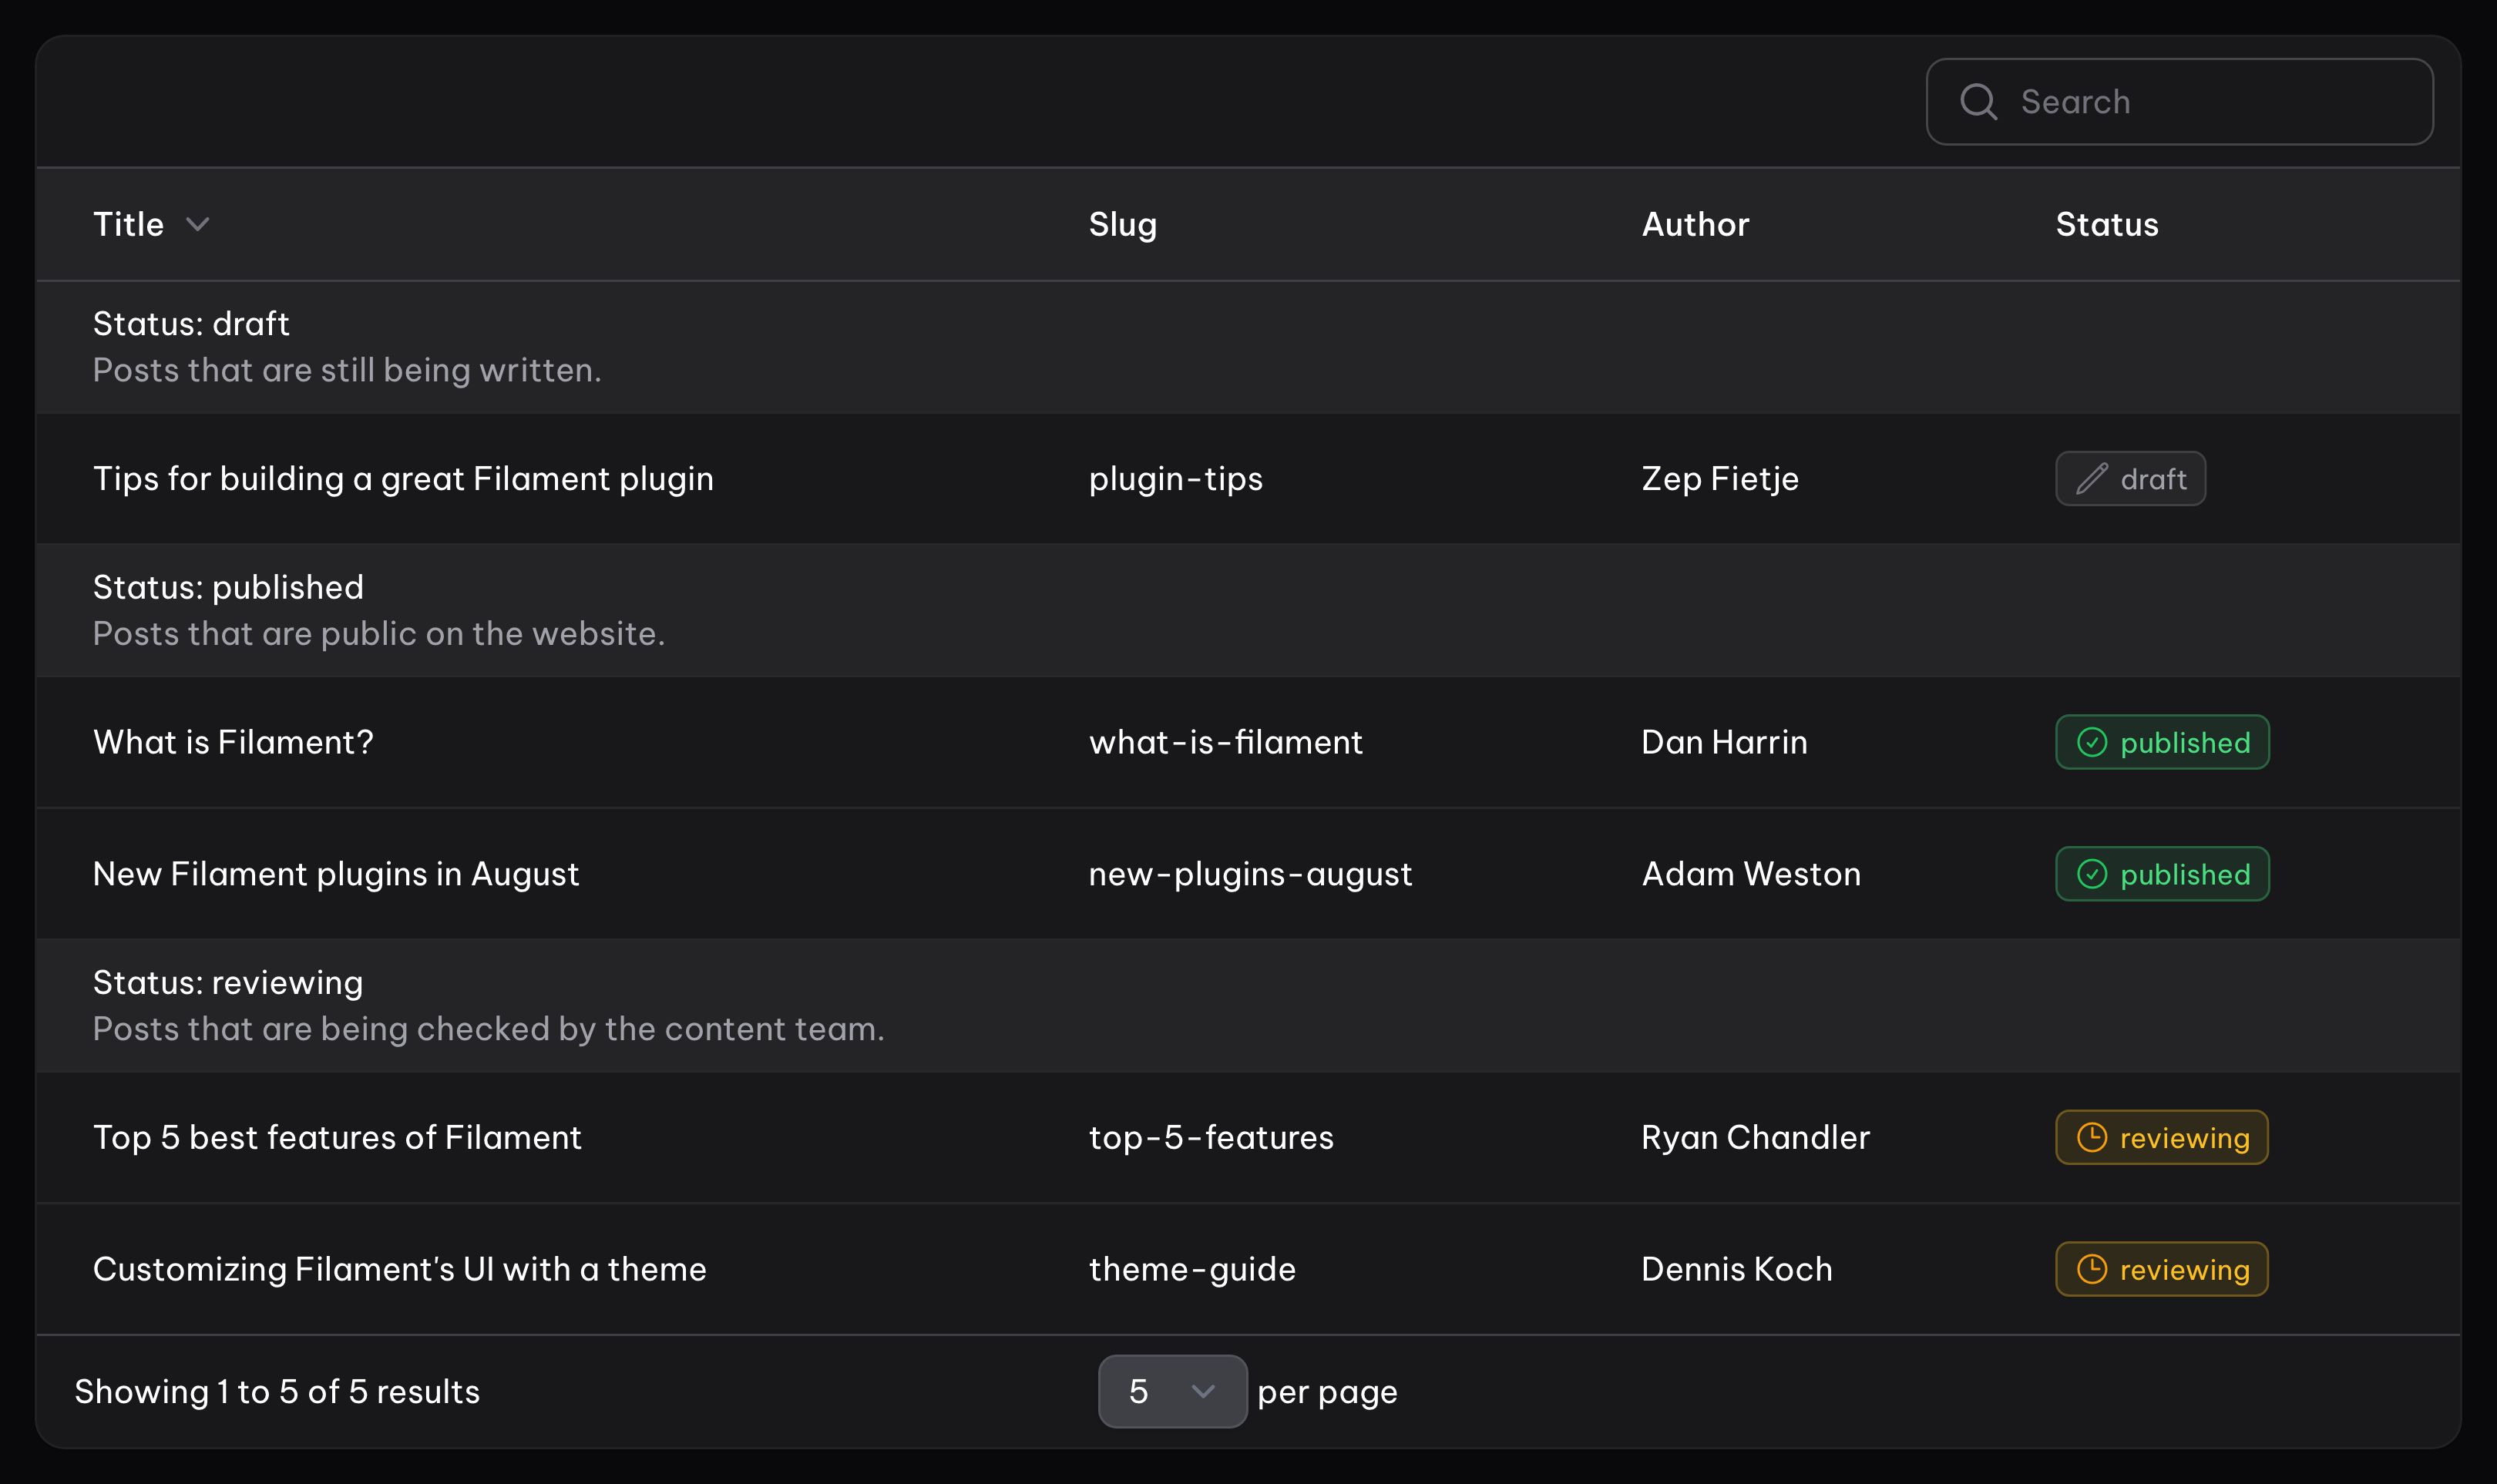 Search
Title Slug Author Status
Status: draft
Posts that are still being written.
Tips for building a great Filament plugin plugin-tips Zep Fietje draft
Status: published
Posts that are public on the website.
What is Filament? what-is-filament Dan Harrin published
New Filament plugins in August new-plugins-august Adam Weston published
Status: reviewing
Posts that are being checked by the content team.
Top 5 best features of Filament top-5-features Ryan Chandler reviewing
Customizing Filament's UI with a theme theme-guide Dennis Koch reviewing
Showing 1 to 5 of 5 results 5 per page